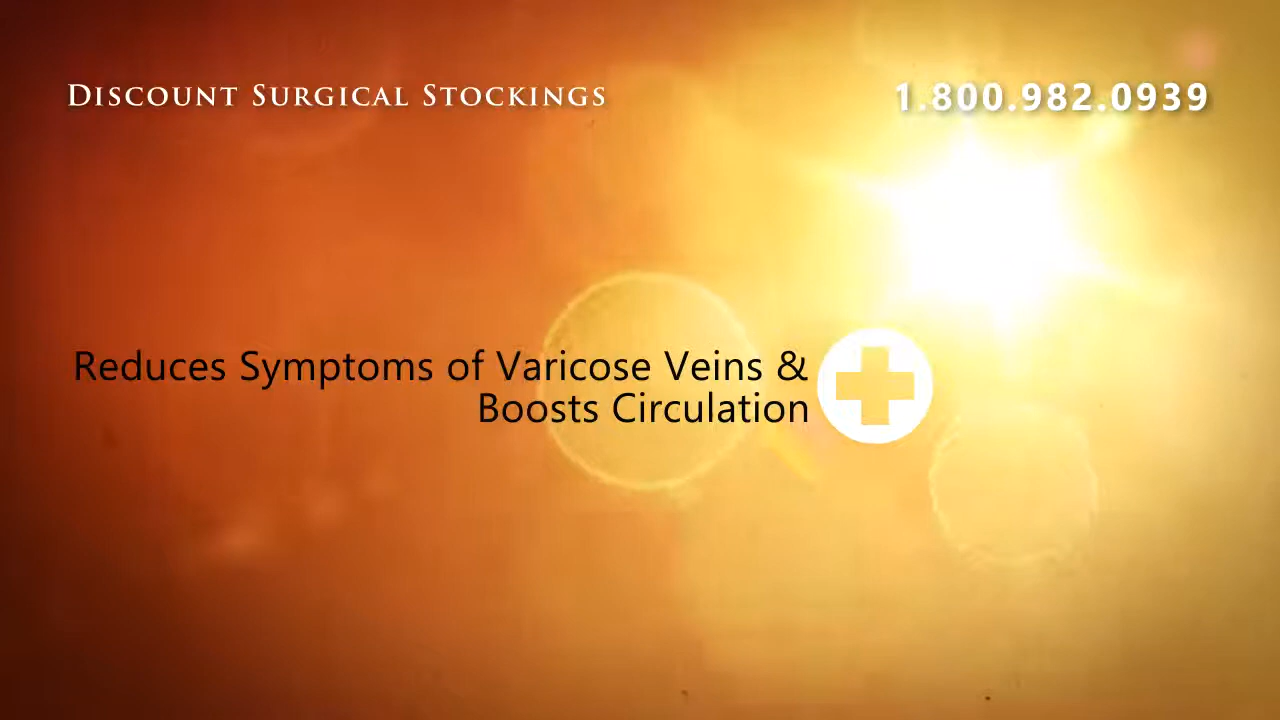 Discount Surgical Stockings
1.800.982.0939
Reduces Symptoms of Varicose Veins &
Boosts Circulation